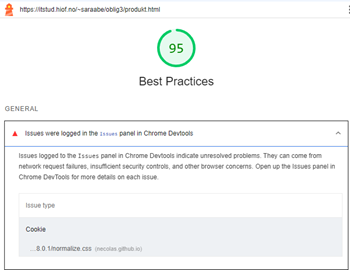 https://itstud.hiof.no/~saraabe/oblig3/produkt.html
95
Best Practices
GENERAL
Issues were logged in the Issues panel in Chrome Devtools
Issues logged to the Issues panel in Chrome Devtools indicate unresolved problems. They can come from
network request failures, insufficient security controls, and other browser concerns. Open up the Issues panel in
Chrome DevTools for more details on each issue.
Issue type
Cookie
…8.0.1/normalize.css (necolas.github.io)